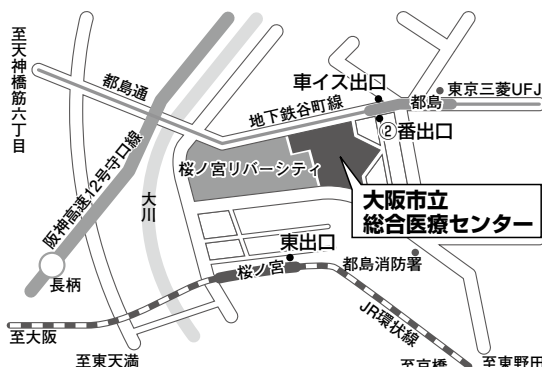 至天神橋筋六丁目
都島通
阪神高速12号守口線
大川
長柄
地下鉄谷町線
車イス出口
都島
東京三菱UFJ
②番出口
桜ノ宮リバーシティ
大阪市立
総合医療センター
東出口
桜ノ宮
都島消防署
JR環状線
至大阪
至東天満
至京橋
至東野田